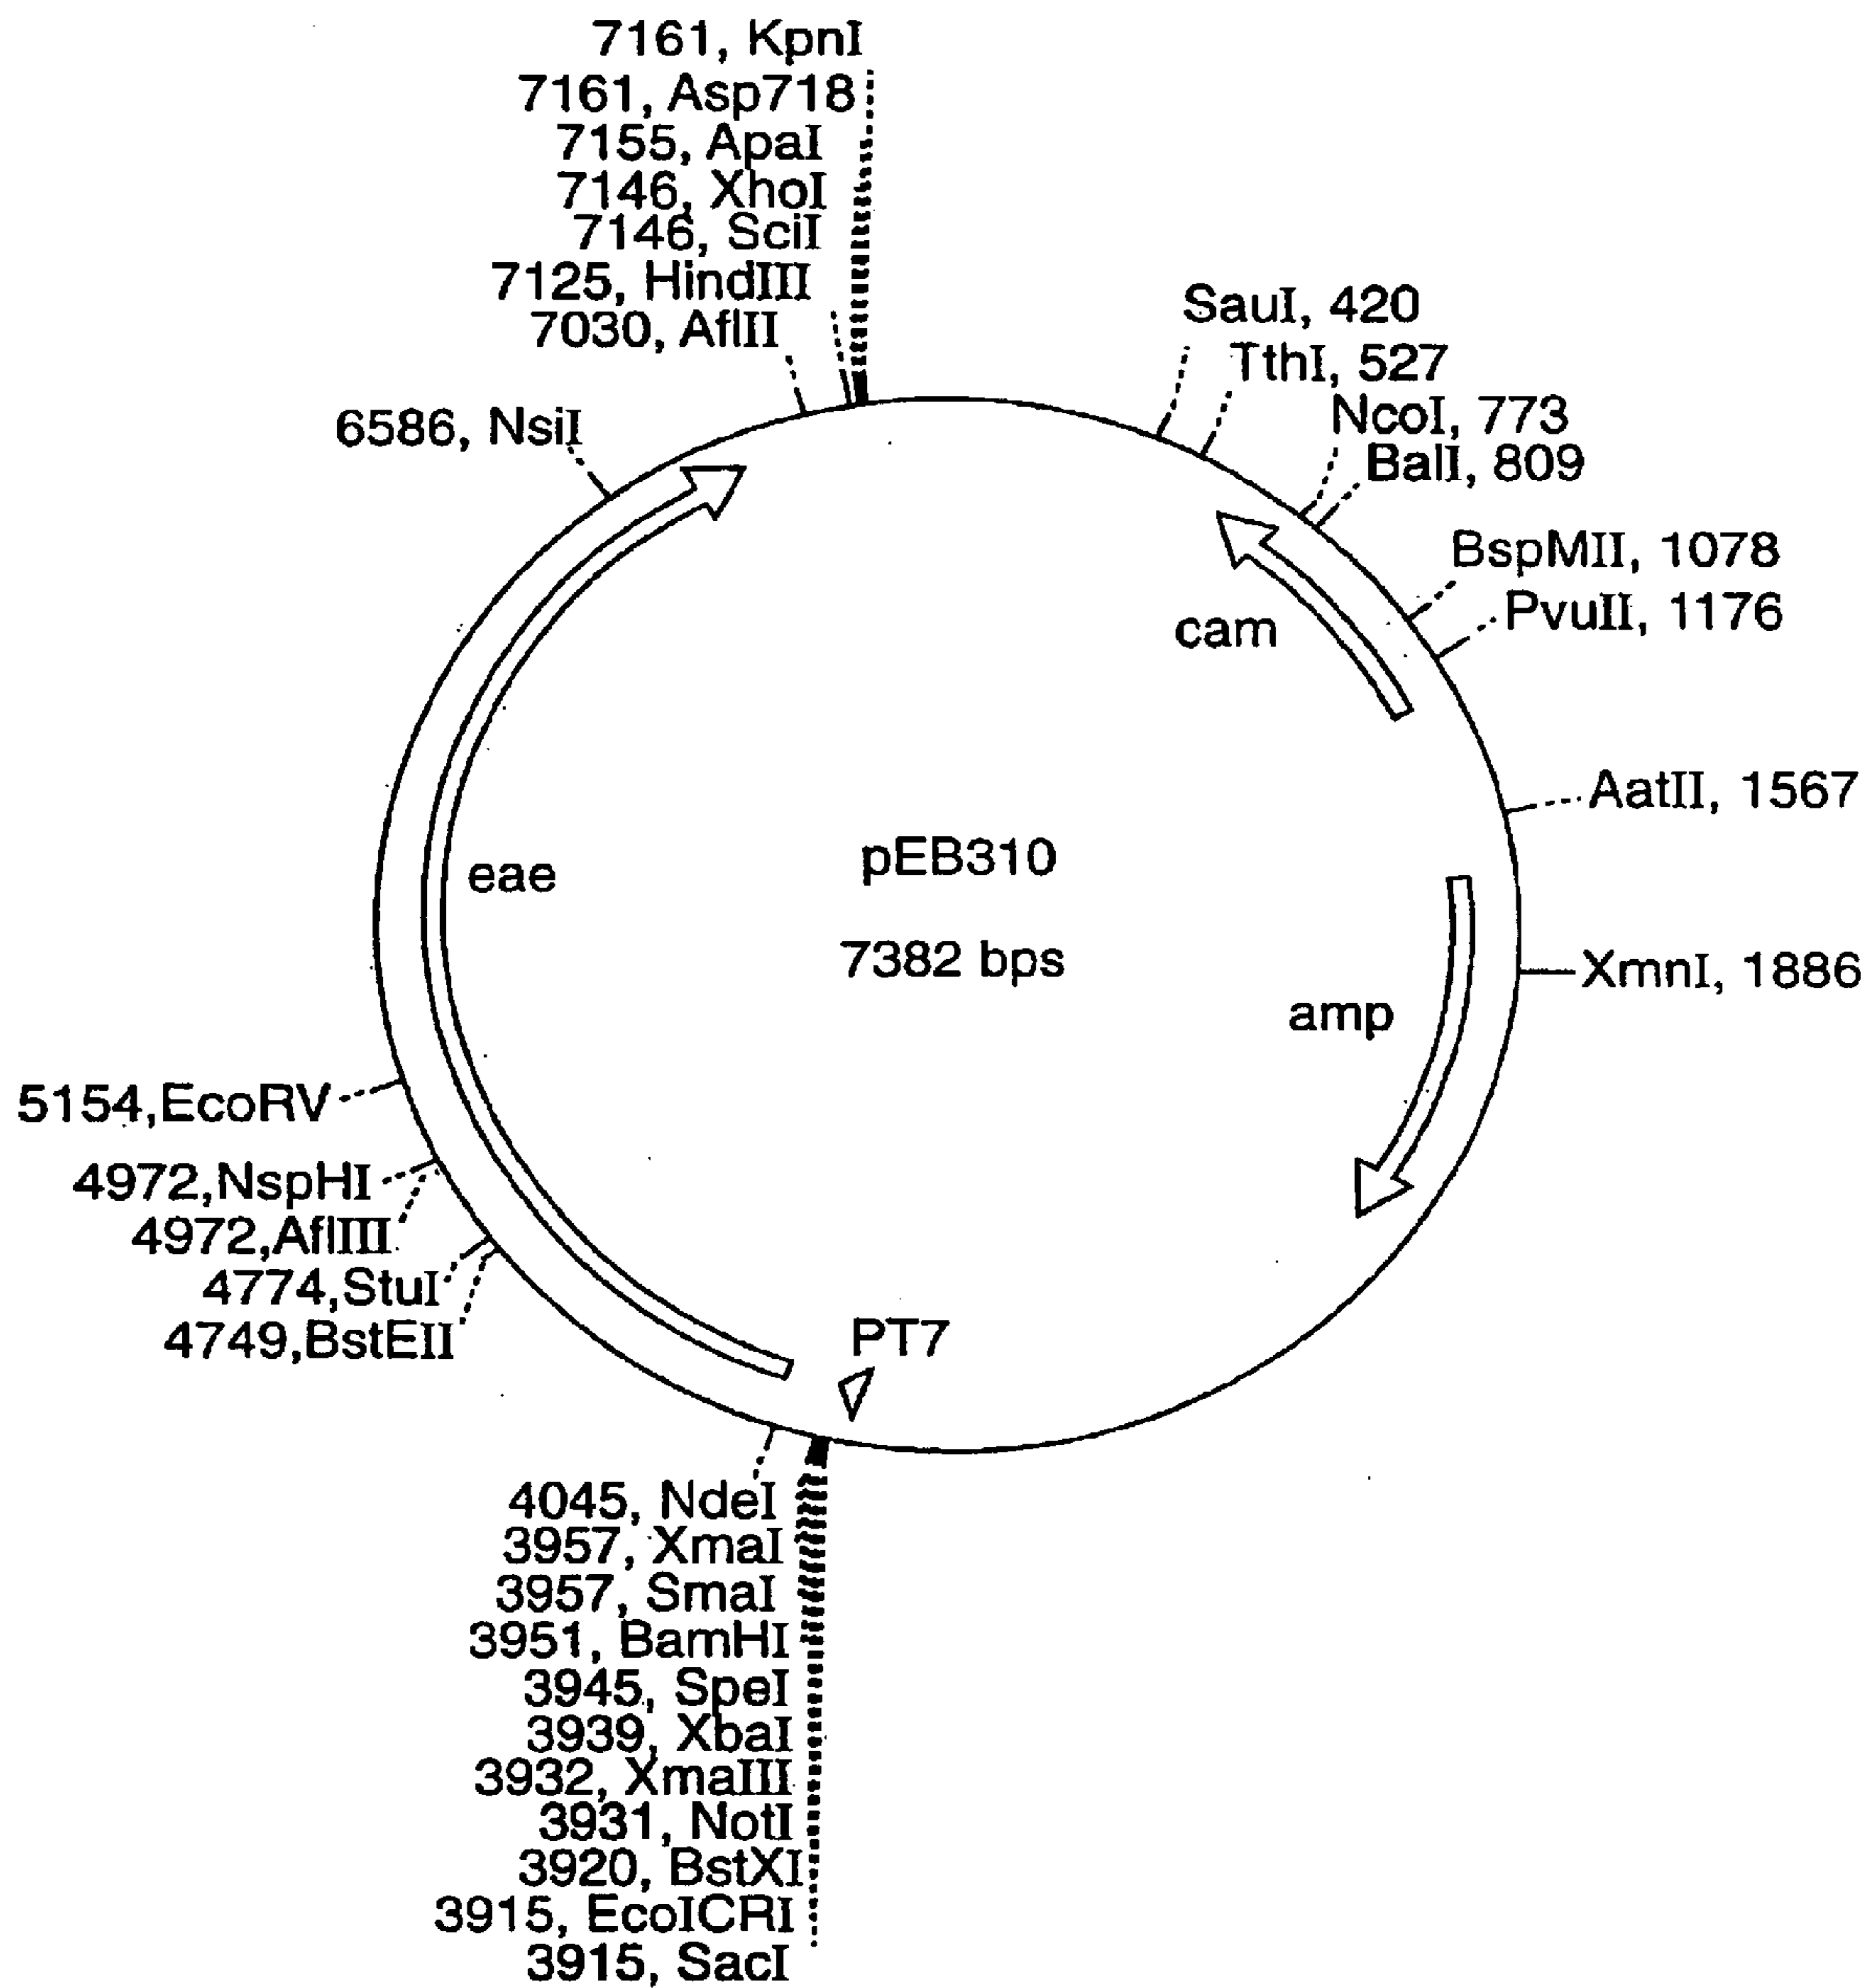 7161, KpnI
7161, Asp718
7155, ApaI
7146, XhoI
7146, SciI
7125, HindIII
7030, AflII
6586, NsiI
SauI, 420
TthI, 527
NcoI, 773
BalI, 809
BspMII, 1078
PvuII, 1176
cam
AatII, 1567
pEB310
eae
7382 bps
XmnI, 1886
amp
5154,EcoRV
4972,NspHI
4972,AflIII
4774,StuI
4749,BstEII
PT7
4045, NdeI
3957, XmaI
3957, SmaI
3951, BamHI
3945, SpeI
3939, XbaI
3932, XmaIII
3931, NotI
3920, BstXI
3915, EcoICRI
3915, SacI